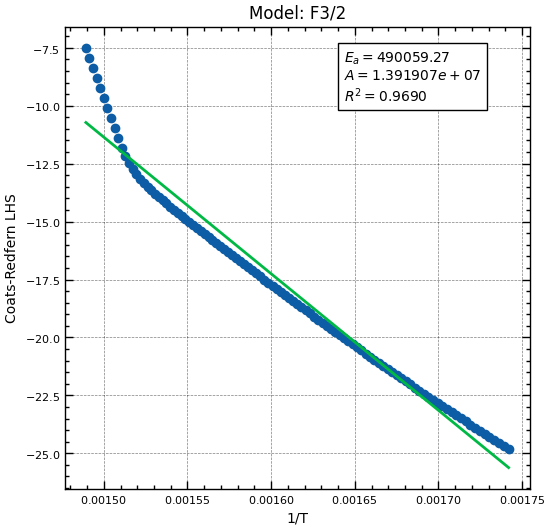 Model: F3/2
E_a = 490059.27
A = 1.391907e + 07
R² = 0.9690
Coats-Redfern LHS
−7.5
−10.0
−12.5
−15.0
−17.5
−20.0
−22.5
−25.0
0.00150 0.00155 0.00160 0.00165 0.00170 0.00175
1/T